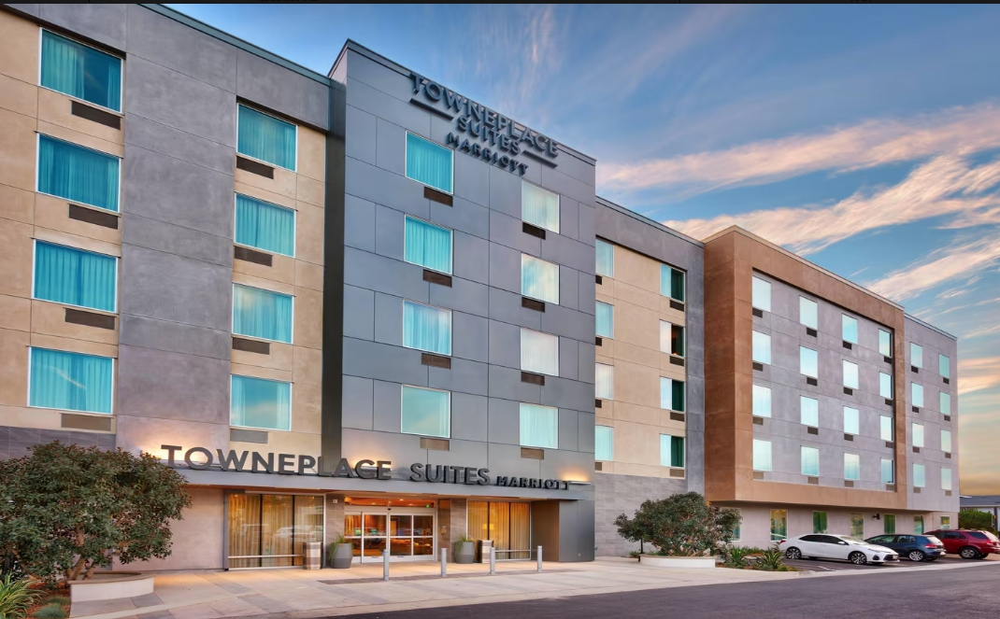 TOWNEPLACE
SUITES
MARRIOTT
TOWNEPLACE SUITES MARRIOTT